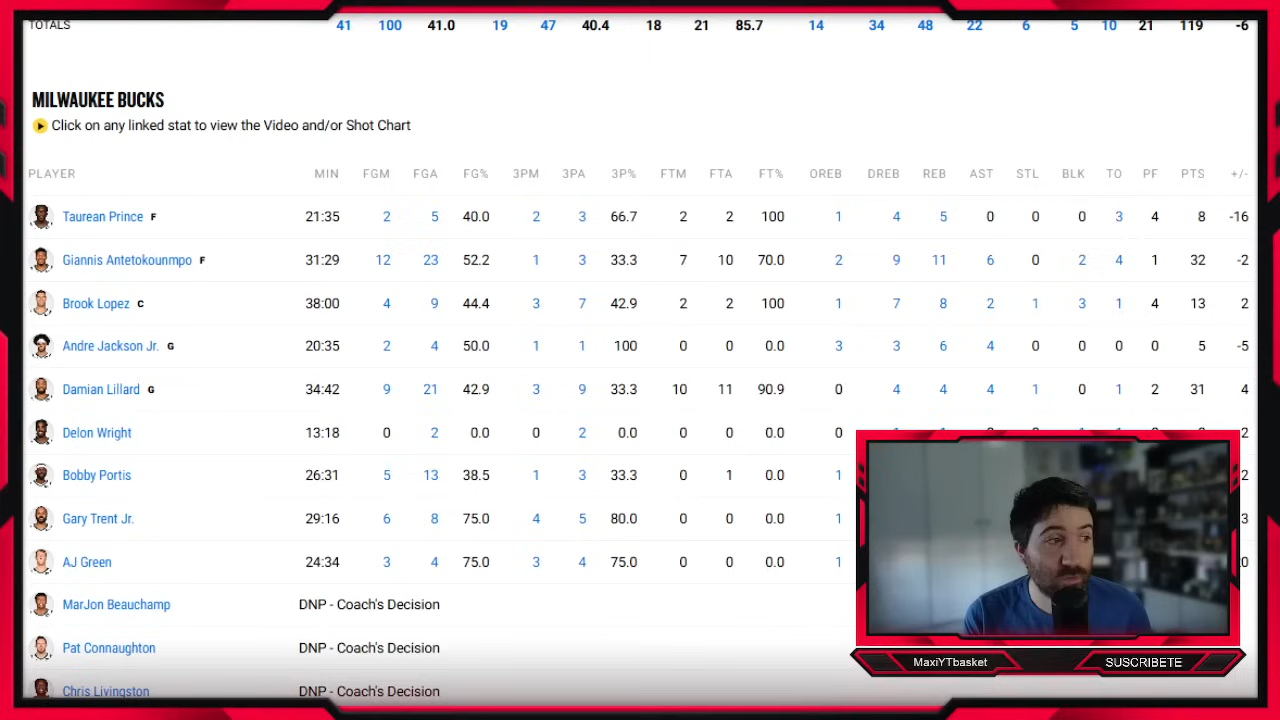 TOTALS 41 100 41.0 19 47 40.4 18 21 85.7 14 34 48 22 6 5 10 21 119 -6
MILWAUKEE BUCKS
Click on any linked stat to view the Video and/or Shot Chart
PLAYER MIN FGM FGA FG% 3PM 3PA 3P% FTM FTA FT% OREB DREB REB AST STL BLK TO PF PTS +/-
Taurean Prince F 21:35 2 5 40.0 2 3 66.7 2 2 100 1 4 5 0 0 0 3 4 8 -16
Giannis Antetokounmpo F 31:29 12 23 52.2 1 3 33.3 7 10 70.0 2 9 11 6 0 2 4 1 32 -2
Brook Lopez C 38:00 4 9 44.4 3 7 42.9 2 2 100 1 7 8 2 1 3 1 4 13 2
Andre Jackson Jr. G 20:35 2 4 50.0 1 1 100 0 0 0.0 3 3 6 4 0 0 0 0 5 -5
Damian Lillard G 34:42 9 21 42.9 3 9 33.3 10 11 90.9 0 4 4 4 1 0 1 2 31 4
Delon Wright 13:18 0 2 0.0 0 2 0.0 0 0 0.0 0
Bobby Portis 26:31 5 13 38.5 1 3 33.3 0 1 0.0 1
Gary Trent Jr. 29:16 6 8 75.0 4 5 80.0 0 0 0.0 1
AJ Green 24:34 3 4 75.0 3 4 75.0 0 0 0.0 1
MarJon Beauchamp DNP - Coach's Decision
Pat Connaughton DNP - Coach's Decision
Chris Livingston DNP - Coach's Decision
MaxiYTbasket SUSCRIBETE